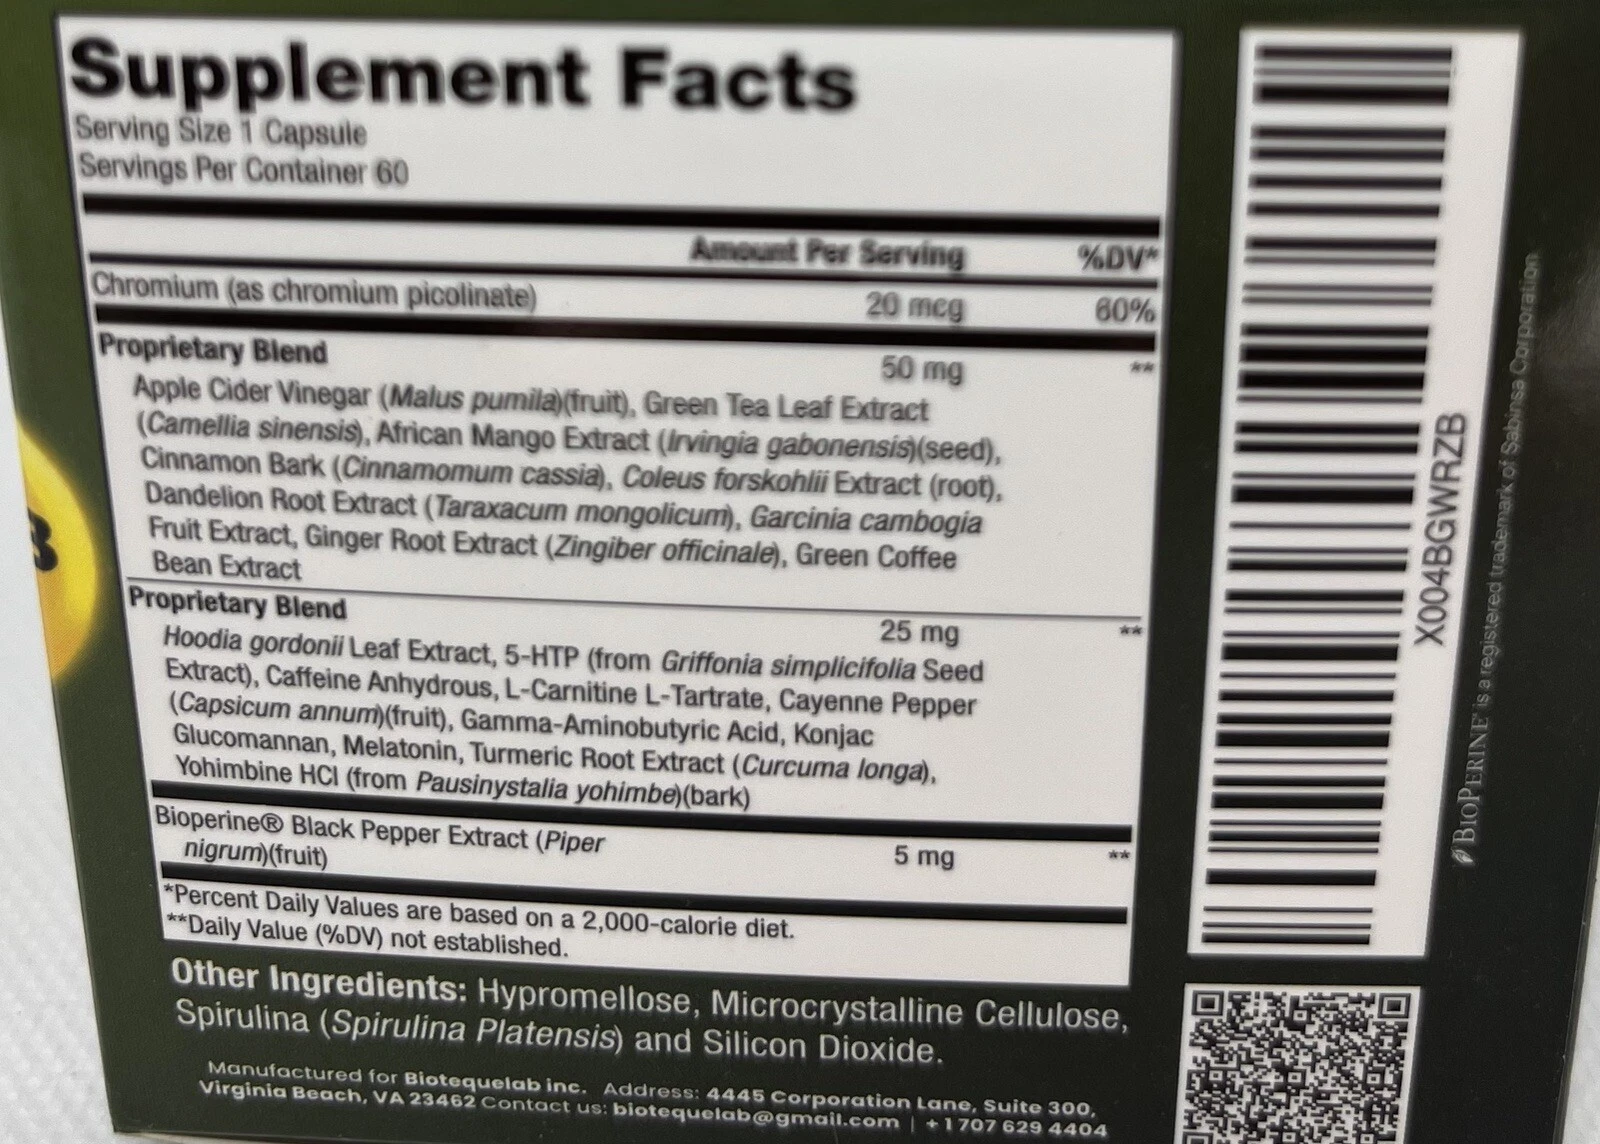 Supplement Facts
Serving Size 1 Capsule
Servings Per Container 60
Amount Per Serving %DV*
Chromium (as chromium picolinate) 20 mcg 60%
Proprietary Blend 50 mg **
Apple Cider Vinegar (Malus pumila)(fruit), Green Tea Leaf Extract
(Camellia sinensis), African Mango Extract (Irvingia gabonensis)(seed),
Cinnamon Bark (Cinnamomum cassia), Coleus forskohlii Extract (root),
Dandelion Root Extract (Taraxacum mongolicum), Garcinia cambogia
Fruit Extract, Ginger Root Extract (Zingiber officinale), Green Coffee
Bean Extract
Proprietary Blend 25 mg **
Hoodia gordonii Leaf Extract, 5-HTP (from Griffonia simplicifolia Seed
Extract), Caffeine Anhydrous, L-Carnitine L-Tartrate, Cayenne Pepper
(Capsicum annum)(fruit), Gamma-Aminobutyric Acid, Konjac
Glucomannan, Melatonin, Turmeric Root Extract (Curcuma longa),
Yohimbine HCl (from Pausinystalia yohimbe)(bark)
Bioperine® Black Pepper Extract (Piper
nigrum)(fruit) 5 mg **
*Percent Daily Values are based on a 2,000-calorie diet.
**Daily Value (%DV) not established.
Other Ingredients: Hypromellose, Microcrystalline Cellulose,
Spirulina (Spirulina Platensis) and Silicon Dioxide.
Manufactured for Biotequelab inc. Address: 4445 Corporation Lane, Suite 300,
Virginia Beach, VA 23462 Contact us: biotequelab@gmail.com | +1 707 629 4404
X004BGWRZB
BIOPERINE® is a registered trademark of Sabinsa Corporation